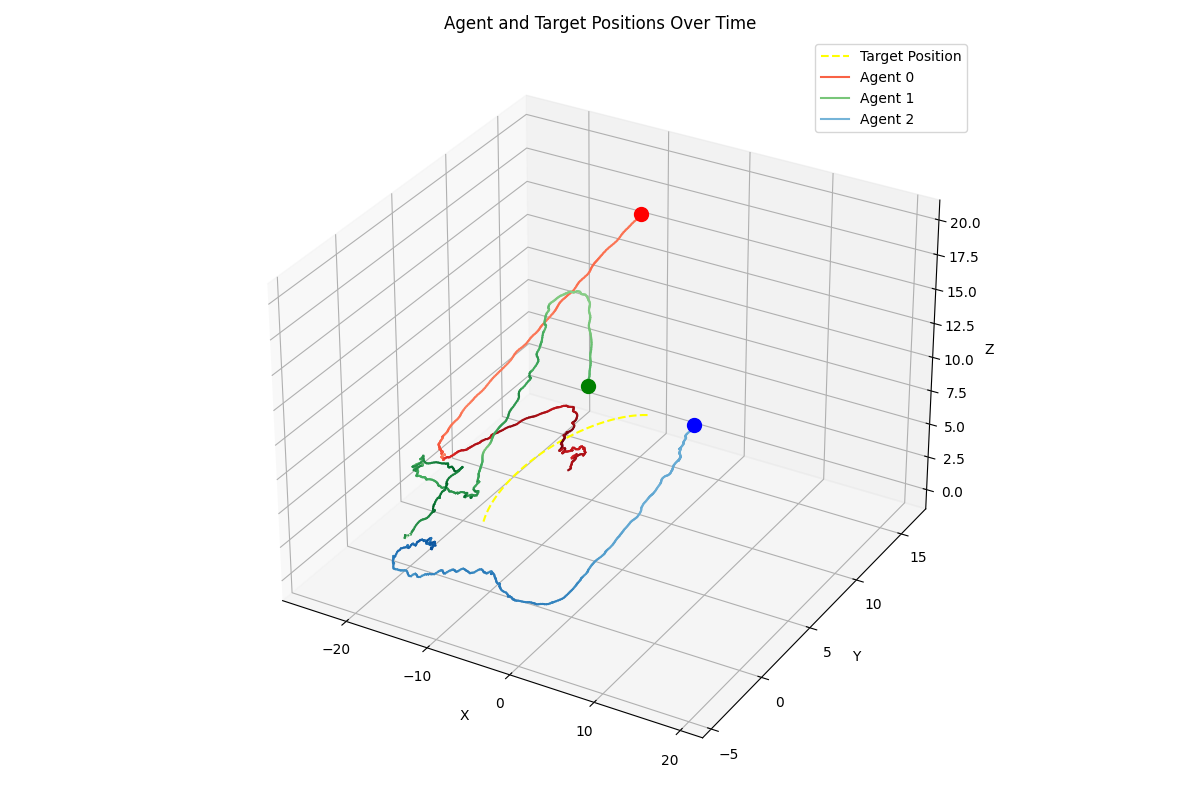 Agent and Target Positions Over Time
Target Position
Agent 0
Agent 1
Agent 2
20.0
17.5
15.0
12.5
10.0
7.5
5.0
2.5
0.0
Z
15
10
5
0
−5
Y
−20
−10
0
10
20
X